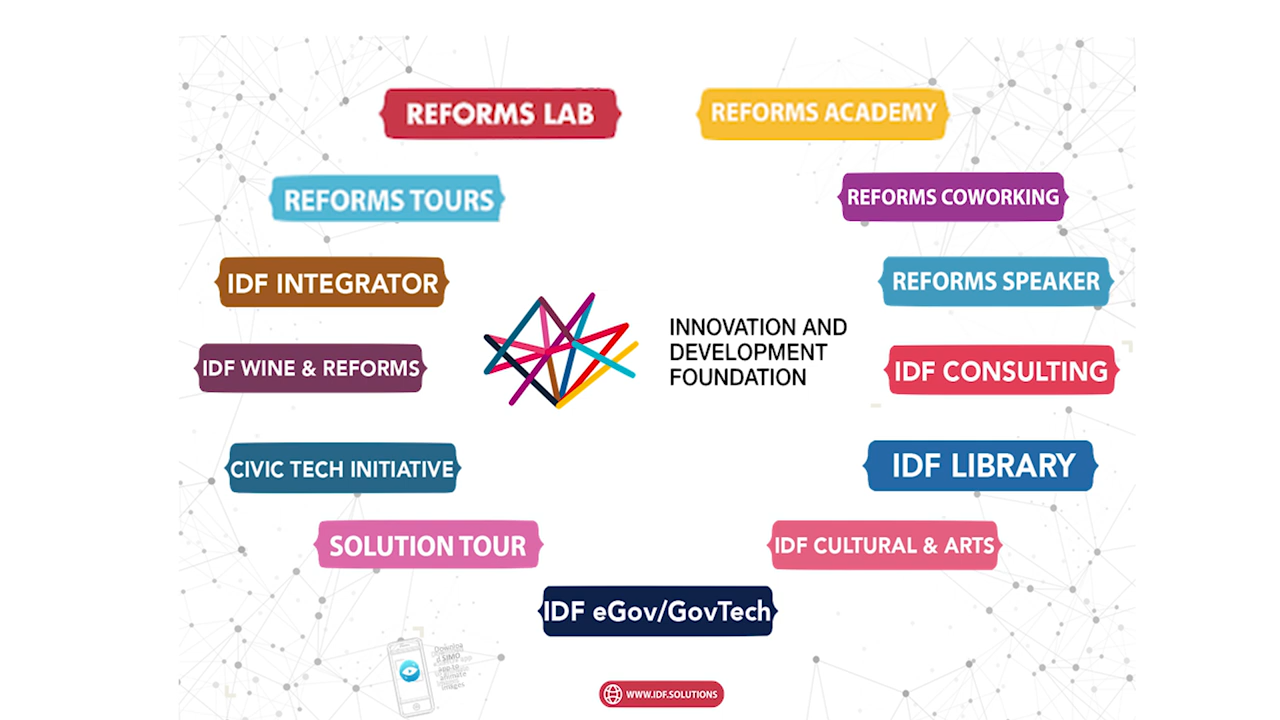 REFORMS LAB
REFORMS ACADEMY
REFORMS TOURS
REFORMS COWORKING
IDF INTEGRATOR
REFORMS SPEAKER
INNOVATION AND
DEVELOPMENT
FOUNDATION
IDF WINE & REFORMS
IDF CONSULTING
CIVIC TECH INITIATIVE
IDF LIBRARY
SOLUTION TOUR
IDF CULTURAL & ARTS
IDF eGov/GovTech
WWW.IDF.SOLUTIONS